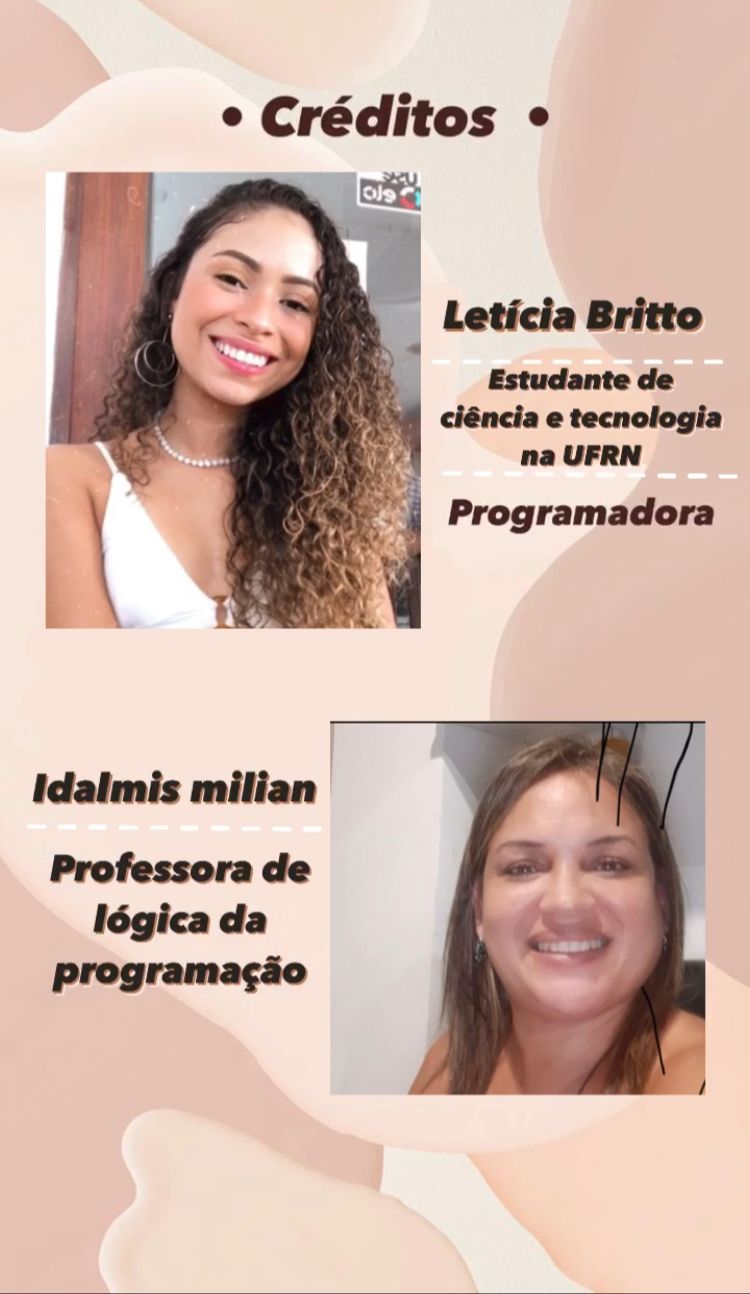 • Créditos •
Letícia Britto
Estudante de
ciência e tecnologia
na UFRN
Programadora
Idalmis milian
Professora de
lógica da
programação